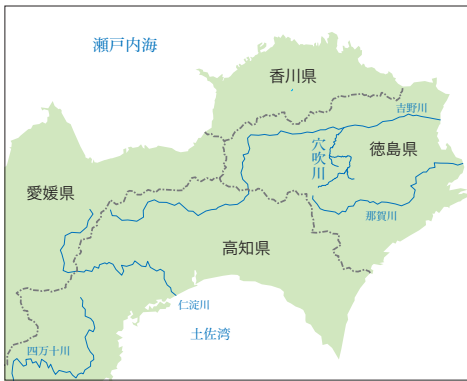 瀬戸内海
香川県
吉野川
穴吹川
徳島県
愛媛県
那賀川
高知県
仁淀川
土佐湾
四万十川